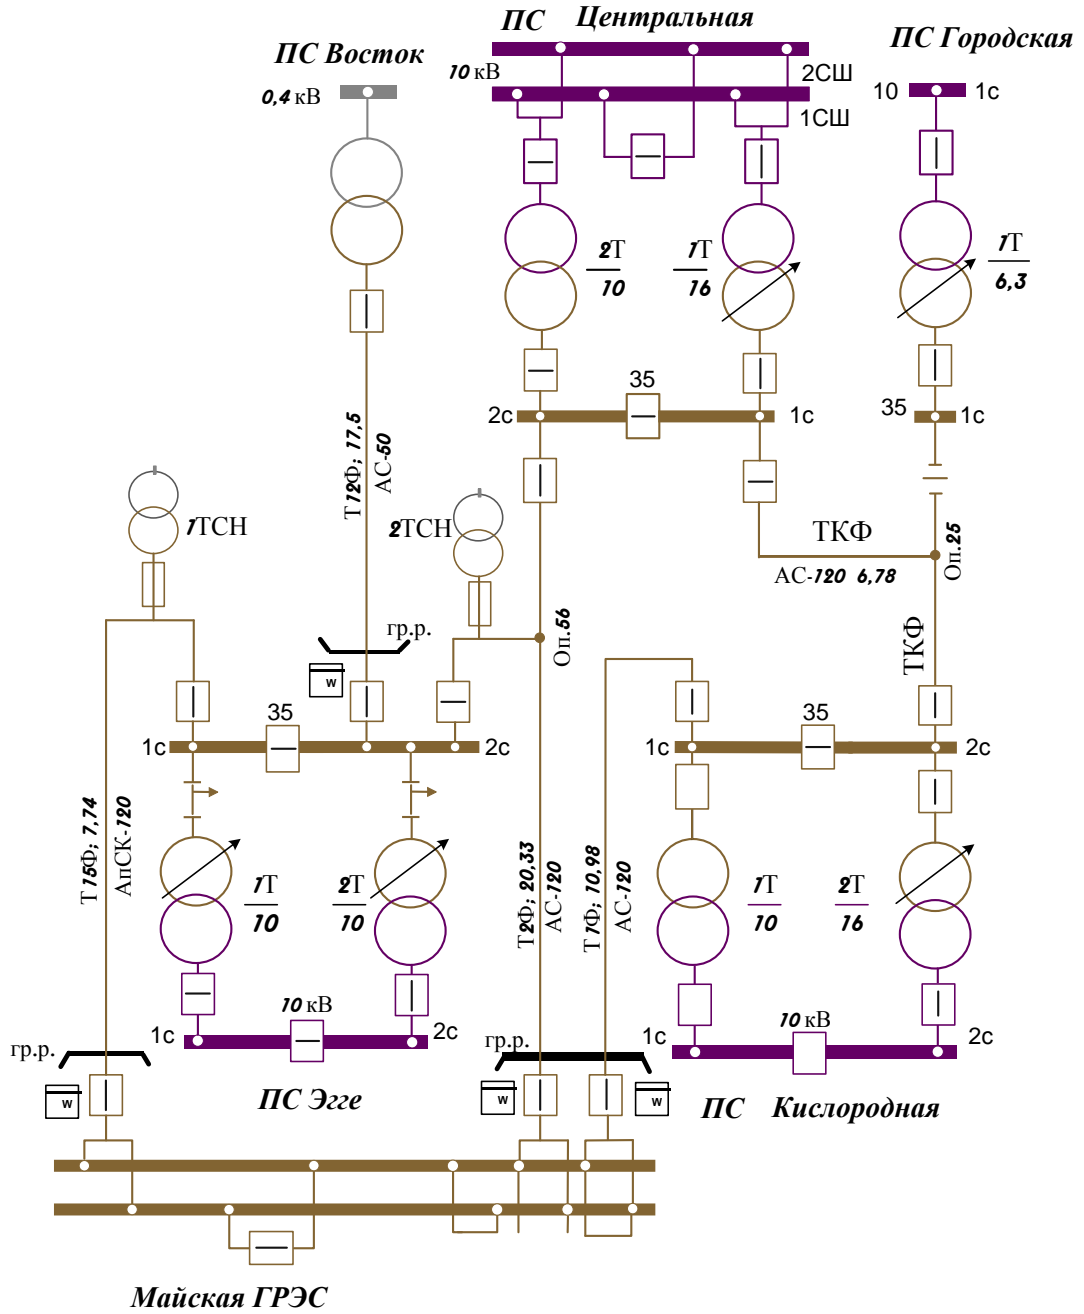 ПС Центральная
ПС Восток
ПС Городская
10 кВ
2СШ
0,4 кВ
10
1с
1СШ
2Т
10
1Т
16
1Т
6,3
35
2с
1с
35
1с
Т 12Ф; 17,5
АС-50
1ТСН
2ТСН
ТКФ
АС-120 6,78
Оп.25
Оп.56
гр.р.
ТКФ
W
35
1с
2с
35
1с
2с
Т 15Ф; 7,74
АпСК-120
Т2Ф; 20,33
АС-120
Т 1Ф; 10,98
АС-120
1Т
10
2Т
10
1Т
10
2Т
16
10 кВ
1с
2с
10 кВ
1с
2с
гр.р.
гр.р.
W
W
W
ПС Эгге
ПС Кислородная
Майская ГРЭС